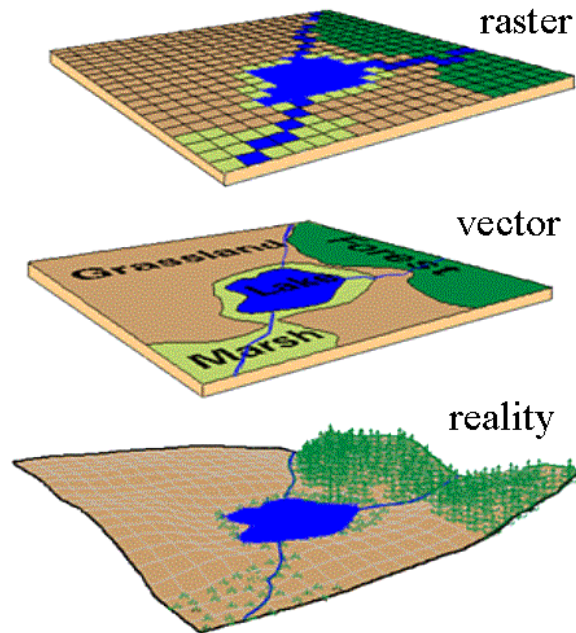 raster
vector
Grassland
Forest
Lake
Marsh
reality